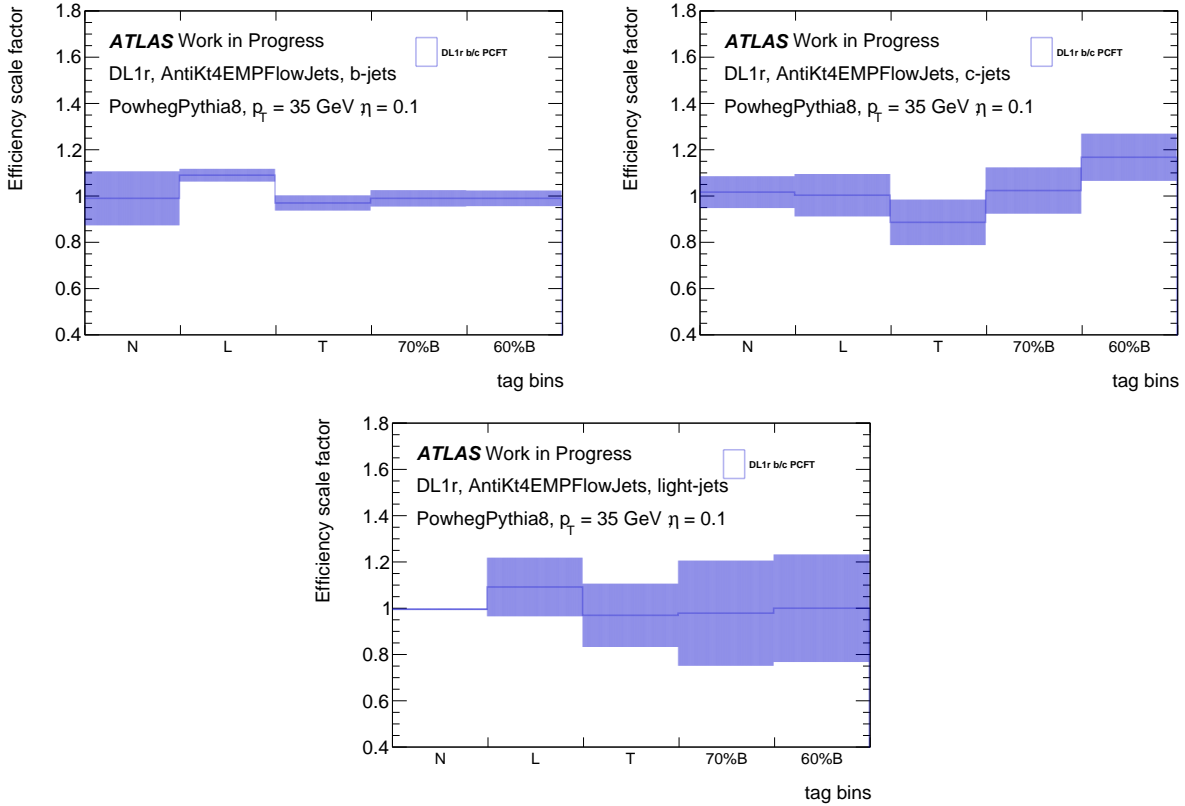 Efficiency scale factor
1.8
1.6
1.4
1.2
1
0.8
0.6
0.4
ATLAS Work in Progress
DL1r b/c PCFT
DL1r, AntiKt4EMPFlowJets, b-jets
PowhegPythia8, p_T = 35 GeV η = 0.1
N L T 70%B 60%B
tag bins
Efficiency scale factor
1.8
1.6
1.4
1.2
1
0.8
0.6
0.4
ATLAS Work in Progress
DL1r b/c PCFT
DL1r, AntiKt4EMPFlowJets, c-jets
PowhegPythia8, p_T = 35 GeV η = 0.1
N L T 70%B 60%B
tag bins
Efficiency scale factor
1.8
1.6
1.4
1.2
1
0.8
0.6
0.4
ATLAS Work in Progress
DL1r b/c PCFT
DL1r, AntiKt4EMPFlowJets, light-jets
PowhegPythia8, p_T = 35 GeV η = 0.1
N L T 70%B 60%B
tag bins